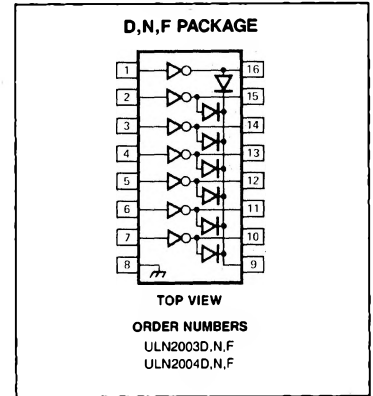 D,N,F PACKAGE
1 16
2 15
3 14
4 13
5 12
6 11
7 10
8 9
TOP VIEW
ORDER NUMBERS
ULN2003D,N,F
ULN2004D,N,F